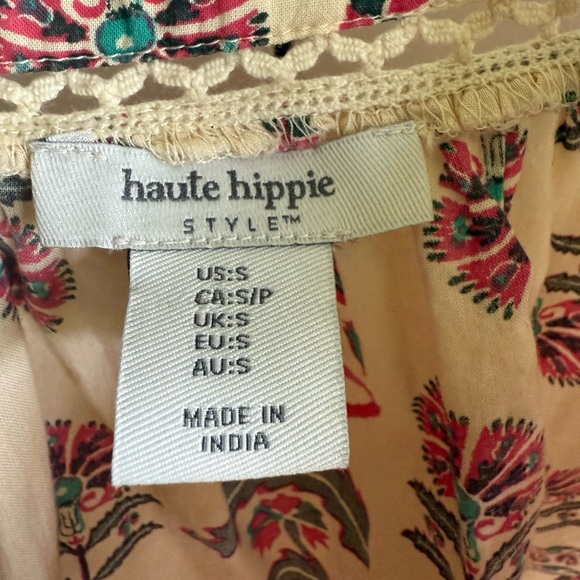 haute hippie
STYLE™
US:S
CA:S/P
UK:S
EU:S
AU:S
MADE IN
INDIA